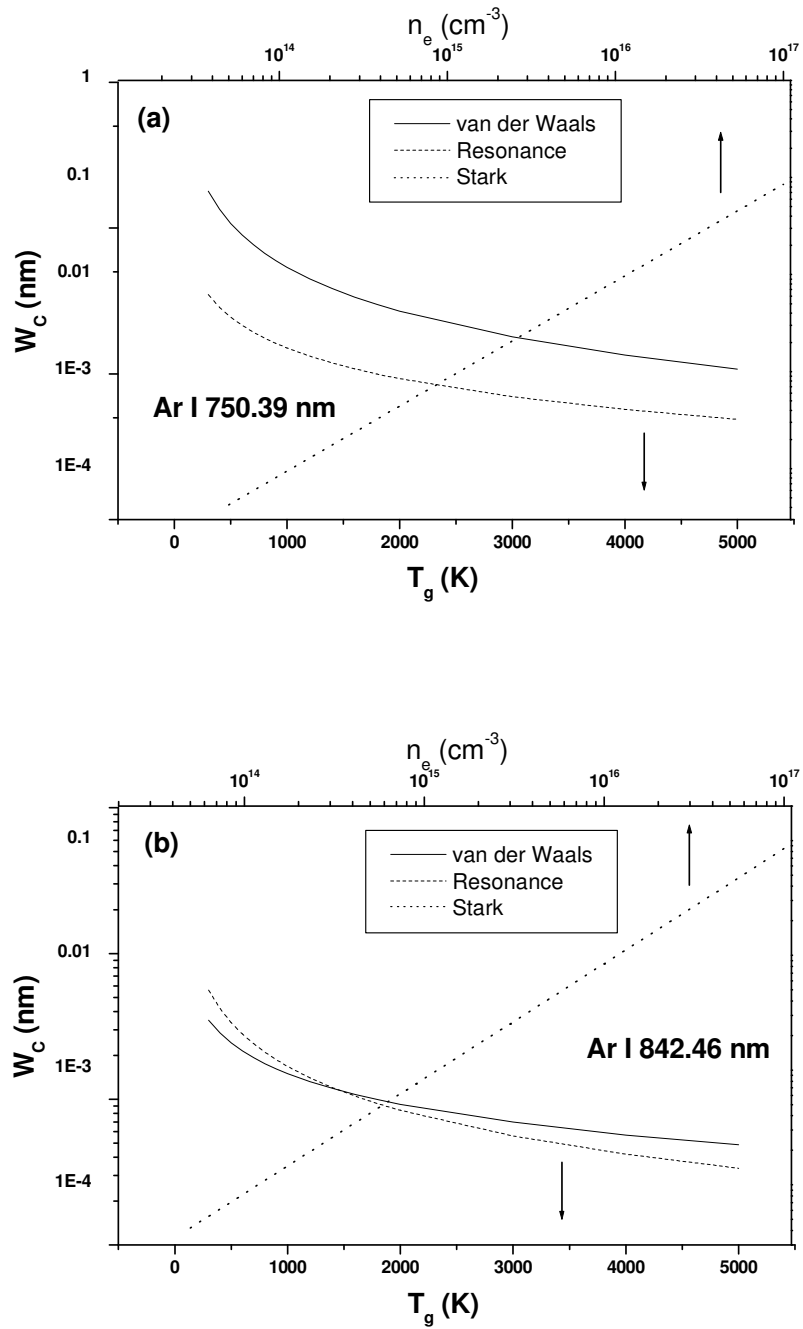 n_e (cm^-3)
10^14 10^15 10^16 10^17
(a)
van der Waals
Resonance
Stark
1
0.1
0.01
1E-3
1E-4
W_C (nm)
Ar I 750.39 nm
0 1000 2000 3000 4000 5000
T_g (K)
n_e (cm^-3)
10^14 10^15 10^16 10^17
(b)
van der Waals
Resonance
Stark
0.1
0.01
1E-3
1E-4
W_C (nm)
Ar I 842.46 nm
0 1000 2000 3000 4000 5000
T_g (K)